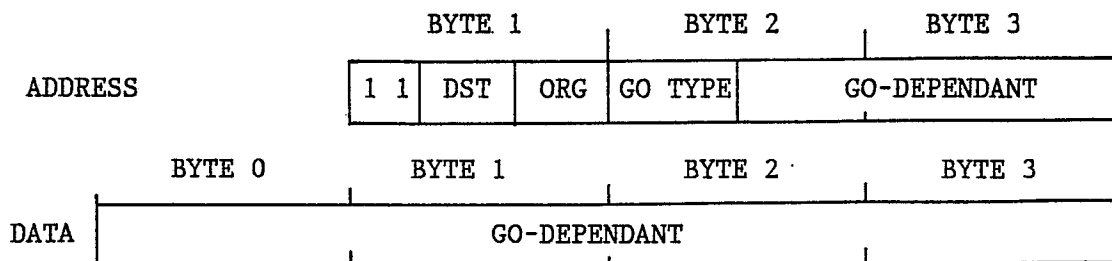 BYTE 1 BYTE 2 BYTE 3
ADDRESS 1 1 DST ORG GO TYPE GO-DEPENDANT
BYTE 0 BYTE 1 BYTE 2 BYTE 3
DATA GO-DEPENDANT